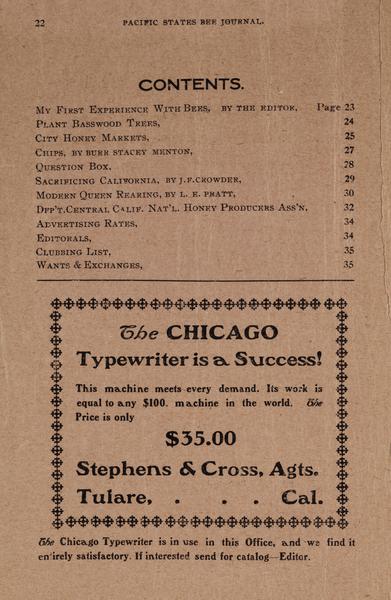 22 PACIFIC STATES BEE JOURNAL.
CONTENTS.
MY FIRST EXPERIENCE WITH BEES, BY THE EDITOR, Page 23
PLANT BASSWOOD TREES, 24
CITY HONEY MARKETS, 25
CHIPS, BY BURR STACEY MENTON, 27
QUESTION BOX, 28
SACRIFICING CALIFORNIA, BY J.F.CROWDER, 29
MODERN QUEEN REARING, BY L. E. PRATT, 30
DPP'T.CENTRAL CALIF. NAT'L. HONEY PRODUCERS ASS'N, 32
ADVERTISING RATES, 34
EDITORALS, 34
CLUBBING LIST, 35
WANTS & EXCHANGES, 35
The CHICAGO
Typewriter is a Success!
This machine meets every demand. Its work is
equal to any $100. machine in the world. The
Price is only
$35.00
Stephens & Cross, Agts.
Tulare, . . . Cal.
The Chicago Typewriter is in use in this Office, and we find it
entirely satisfactory. If interested send for catalog—Editor.